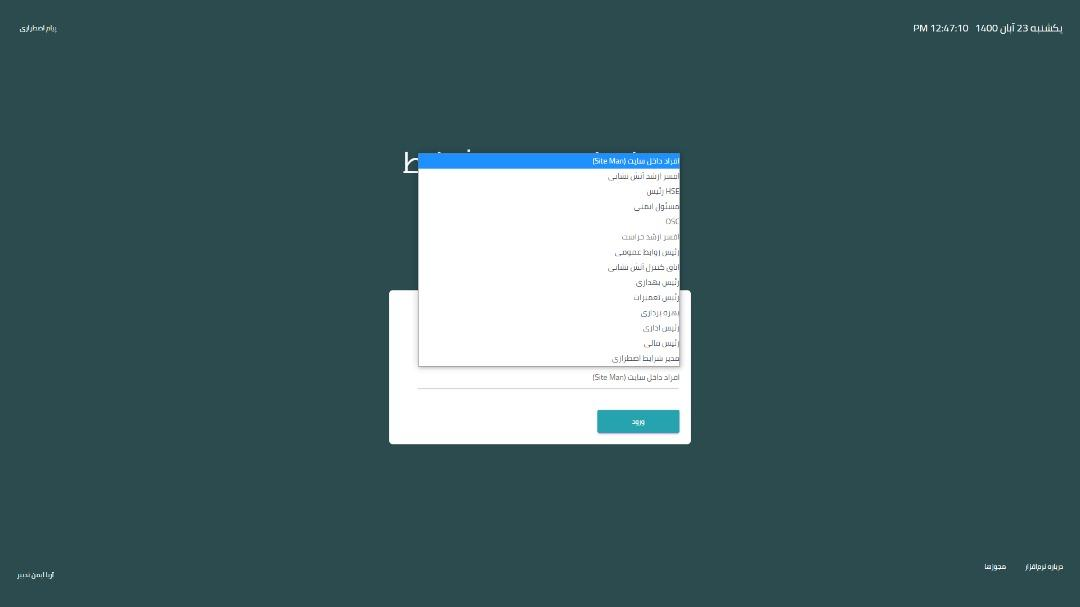 یکشنبه 23 آبان 1400 12:47:10 PM
پیام اضطراری
افراد داخل سایت (Site Man)
افسر ارشد آتش نشانی
HSE رئیس
مسئول ایمنی
OSC
افسر ارشد حراست
رئیس روابط عمومی
اتاق کنترل آتش نشانی
رئیس بهداری
رئیس تعمیرات
بهره برداری
رئیس اداری
رئیس مالی
مدیر شرایط اضطراری
افراد داخل سایت (Site Man)
ورود
درباره نرم‌افزار
مجوزها
آریا ایمن تدبیر